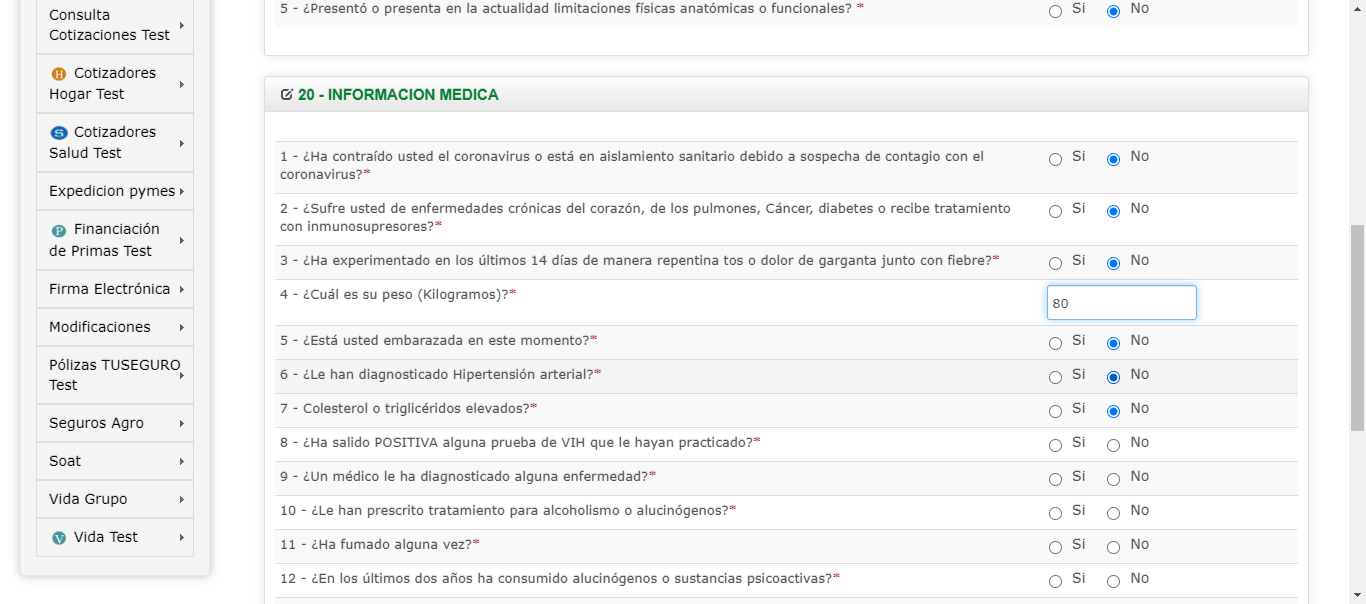 Consulta
Cotizaciones Test
H Cotizadores
Hogar Test
S Cotizadores
Salud Test
Expedicion pymes
P Financiación
de Primas Test
Firma Electrónica
Modificaciones
Pólizas TUSEGURO
Test
Seguros Agro
Soat
Vida Grupo
V Vida Test
5 - ¿Presentó o presenta en la actualidad limitaciones físicas anatómicas o funcionales? * Si No
20 - INFORMACION MEDICA
1 - ¿Ha contraído usted el coronavirus o está en aislamiento sanitario debido a sospecha de contagio con el
coronavirus?* Si No
2 - ¿Sufre usted de enfermedades crónicas del corazón, de los pulmones, Cáncer, diabetes o recibe tratamiento
con inmunosupresores?* Si No
3 - ¿Ha experimentado en los últimos 14 días de manera repentina tos o dolor de garganta junto con fiebre?* Si No
4 - ¿Cuál es su peso (Kilogramos)?* 80
5 - ¿Está usted embarazada en este momento?* Si No
6 - ¿Le han diagnosticado Hipertensión arterial?* Si No
7 - Colesterol o triglicéridos elevados?* Si No
8 - ¿Ha salido POSITIVA alguna prueba de VIH que le hayan practicado?* Si No
9 - ¿Un médico le ha diagnosticado alguna enfermedad?* Si No
10 - ¿Le han prescrito tratamiento para alcoholismo o alucinógenos?* Si No
11 - ¿Ha fumado alguna vez?* Si No
12 - ¿En los últimos dos años ha consumido alucinógenos o sustancias psicoactivas?* Si No